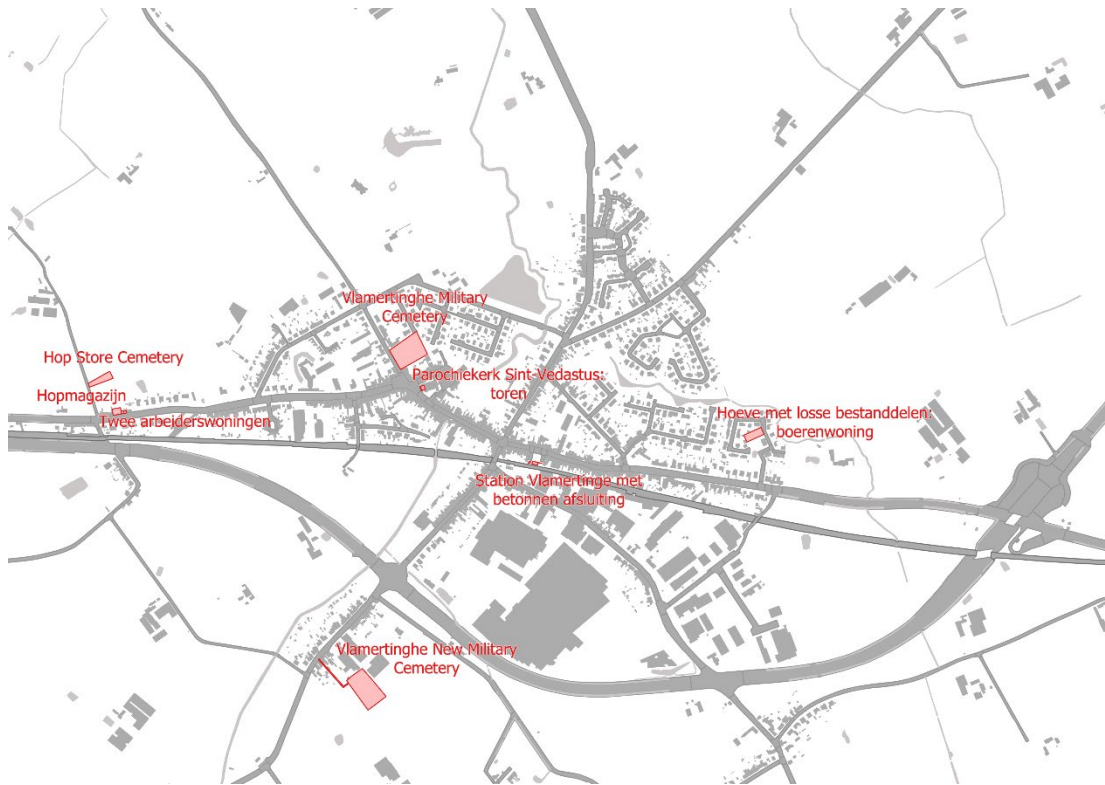 Vlamertinghe Military
Cemetery
Hop Store Cemetery
Parochiekerk Sint-Vedastus:
toren
Hopmagazijn
Twee arbeiderswoningen
Hoeve met losse bestanddelen:
boerenwoning
Station Vlamertinge met
betonnen afsluiting
Vlamertinghe New Military
Cemetery